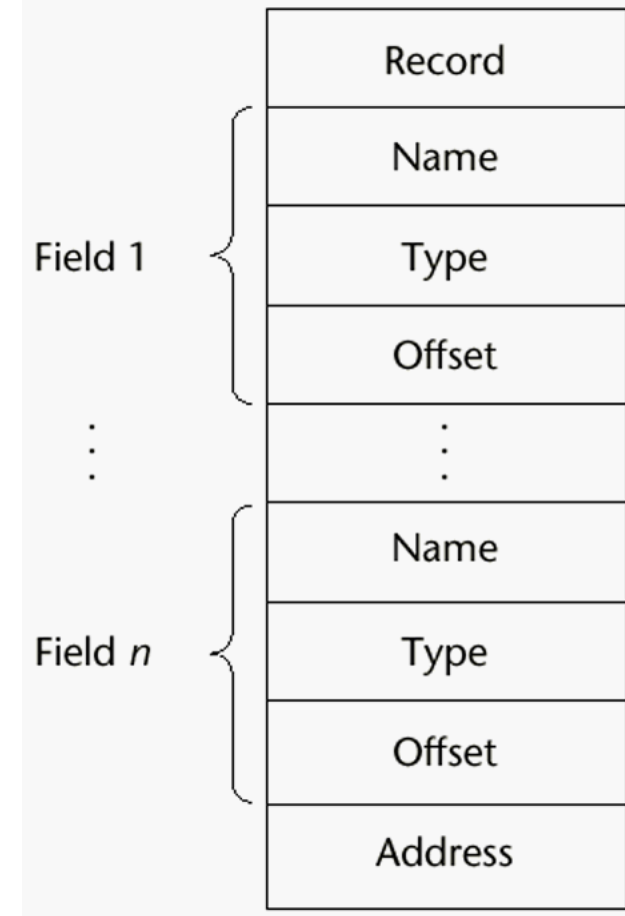 Record
Name
Field 1
Type
Offset
⋮ ⋮
Name
Field n
Type
Offset
Address